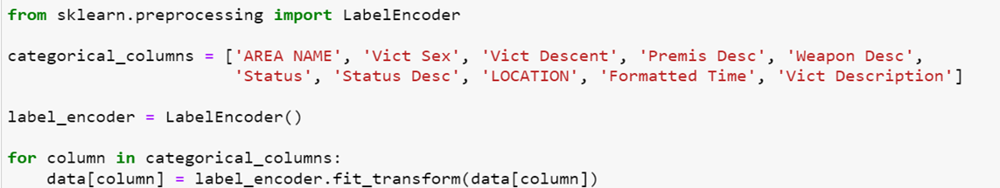 from sklearn.preprocessing import LabelEncoder
categorical_columns = ['AREA NAME', 'Vict Sex', 'Vict Descent', 'Premis Desc', 'Weapon Desc',
                       'Status', 'Status Desc', 'LOCATION', 'Formatted Time', 'Vict Description']
label_encoder = LabelEncoder()
for column in categorical_columns:
    data[column] = label_encoder.fit_transform(data[column])